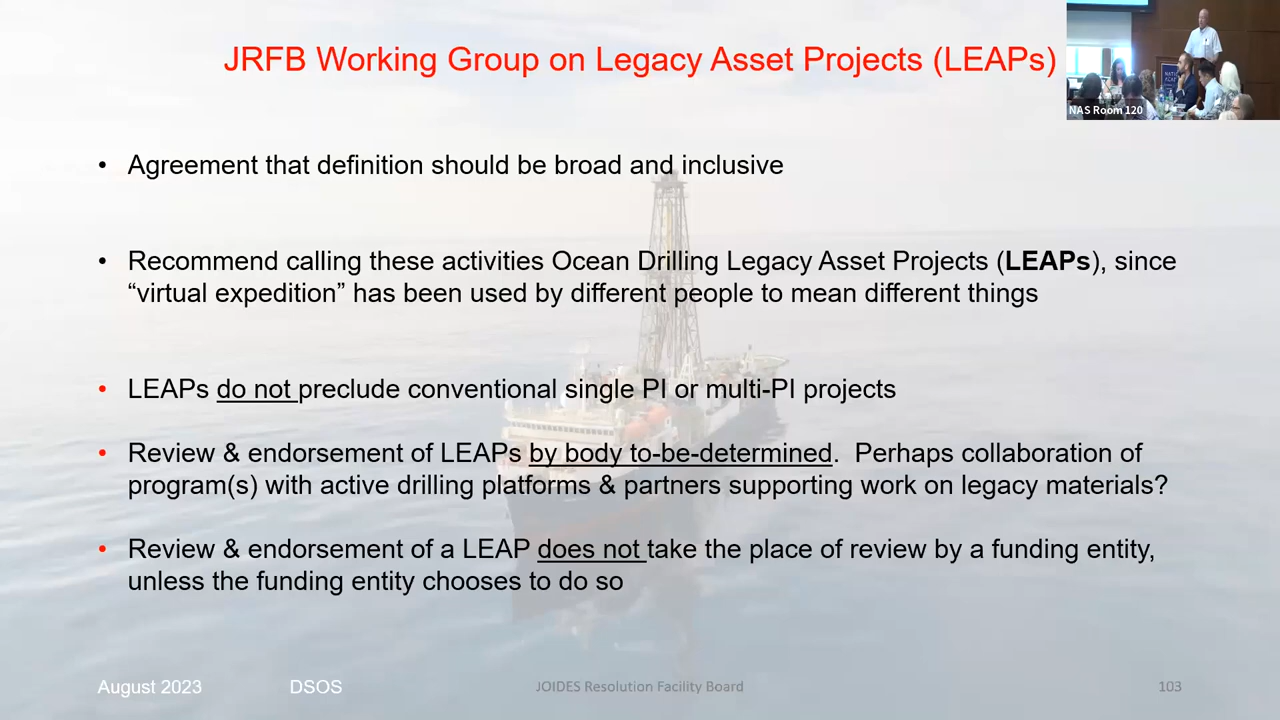 JRFB Working Group on Legacy Asset Projects (LEAPs)
NAS Room 120
• Agreement that definition should be broad and inclusive
• Recommend calling these activities Ocean Drilling Legacy Asset Projects (LEAPs), since
“virtual expedition” has been used by different people to mean different things
• LEAPs do not preclude conventional single PI or multi-PI projects
• Review & endorsement of LEAPs by body to-be-determined. Perhaps collaboration of
program(s) with active drilling platforms & partners supporting work on legacy materials?
• Review & endorsement of a LEAP does not take the place of review by a funding entity,
unless the funding entity chooses to do so
August 2023 DSOS JOIDES Resolution Facility Board 103